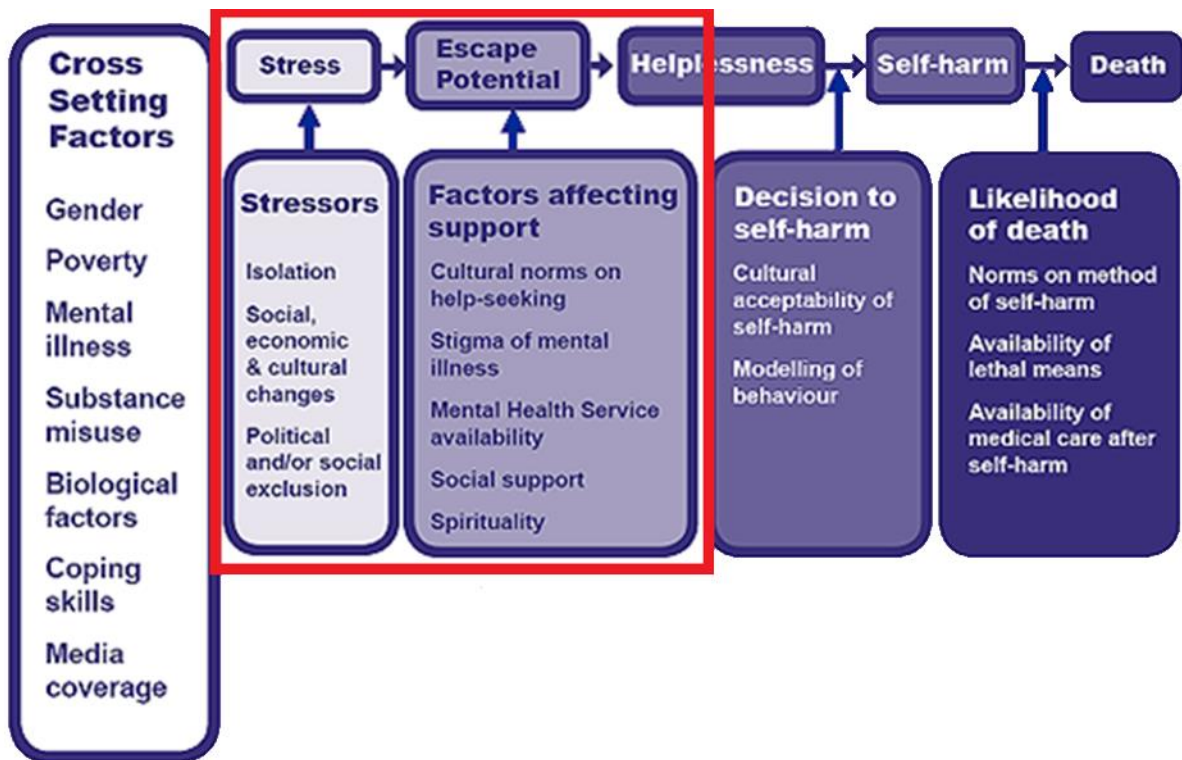 Cross
Setting
Factors
Gender
Poverty
Mental
illness
Substance
misuse
Biological
factors
Coping
skills
Media
coverage
Stress
Escape
Potential
Helplessness
Self-harm
Death
Stressors
Isolation
Social,
economic
& cultural
changes
Political
and/or social
exclusion
Factors affecting
support
Cultural norms on
help-seeking
Stigma of mental
illness
Mental Health Service
availability
Social support
Spirituality
Decision to
self-harm
Cultural
acceptability of
self-harm
Modelling of
behaviour
Likelihood
of death
Norms on method
of self-harm
Availability of
lethal means
Availability of
medical care after
self-harm